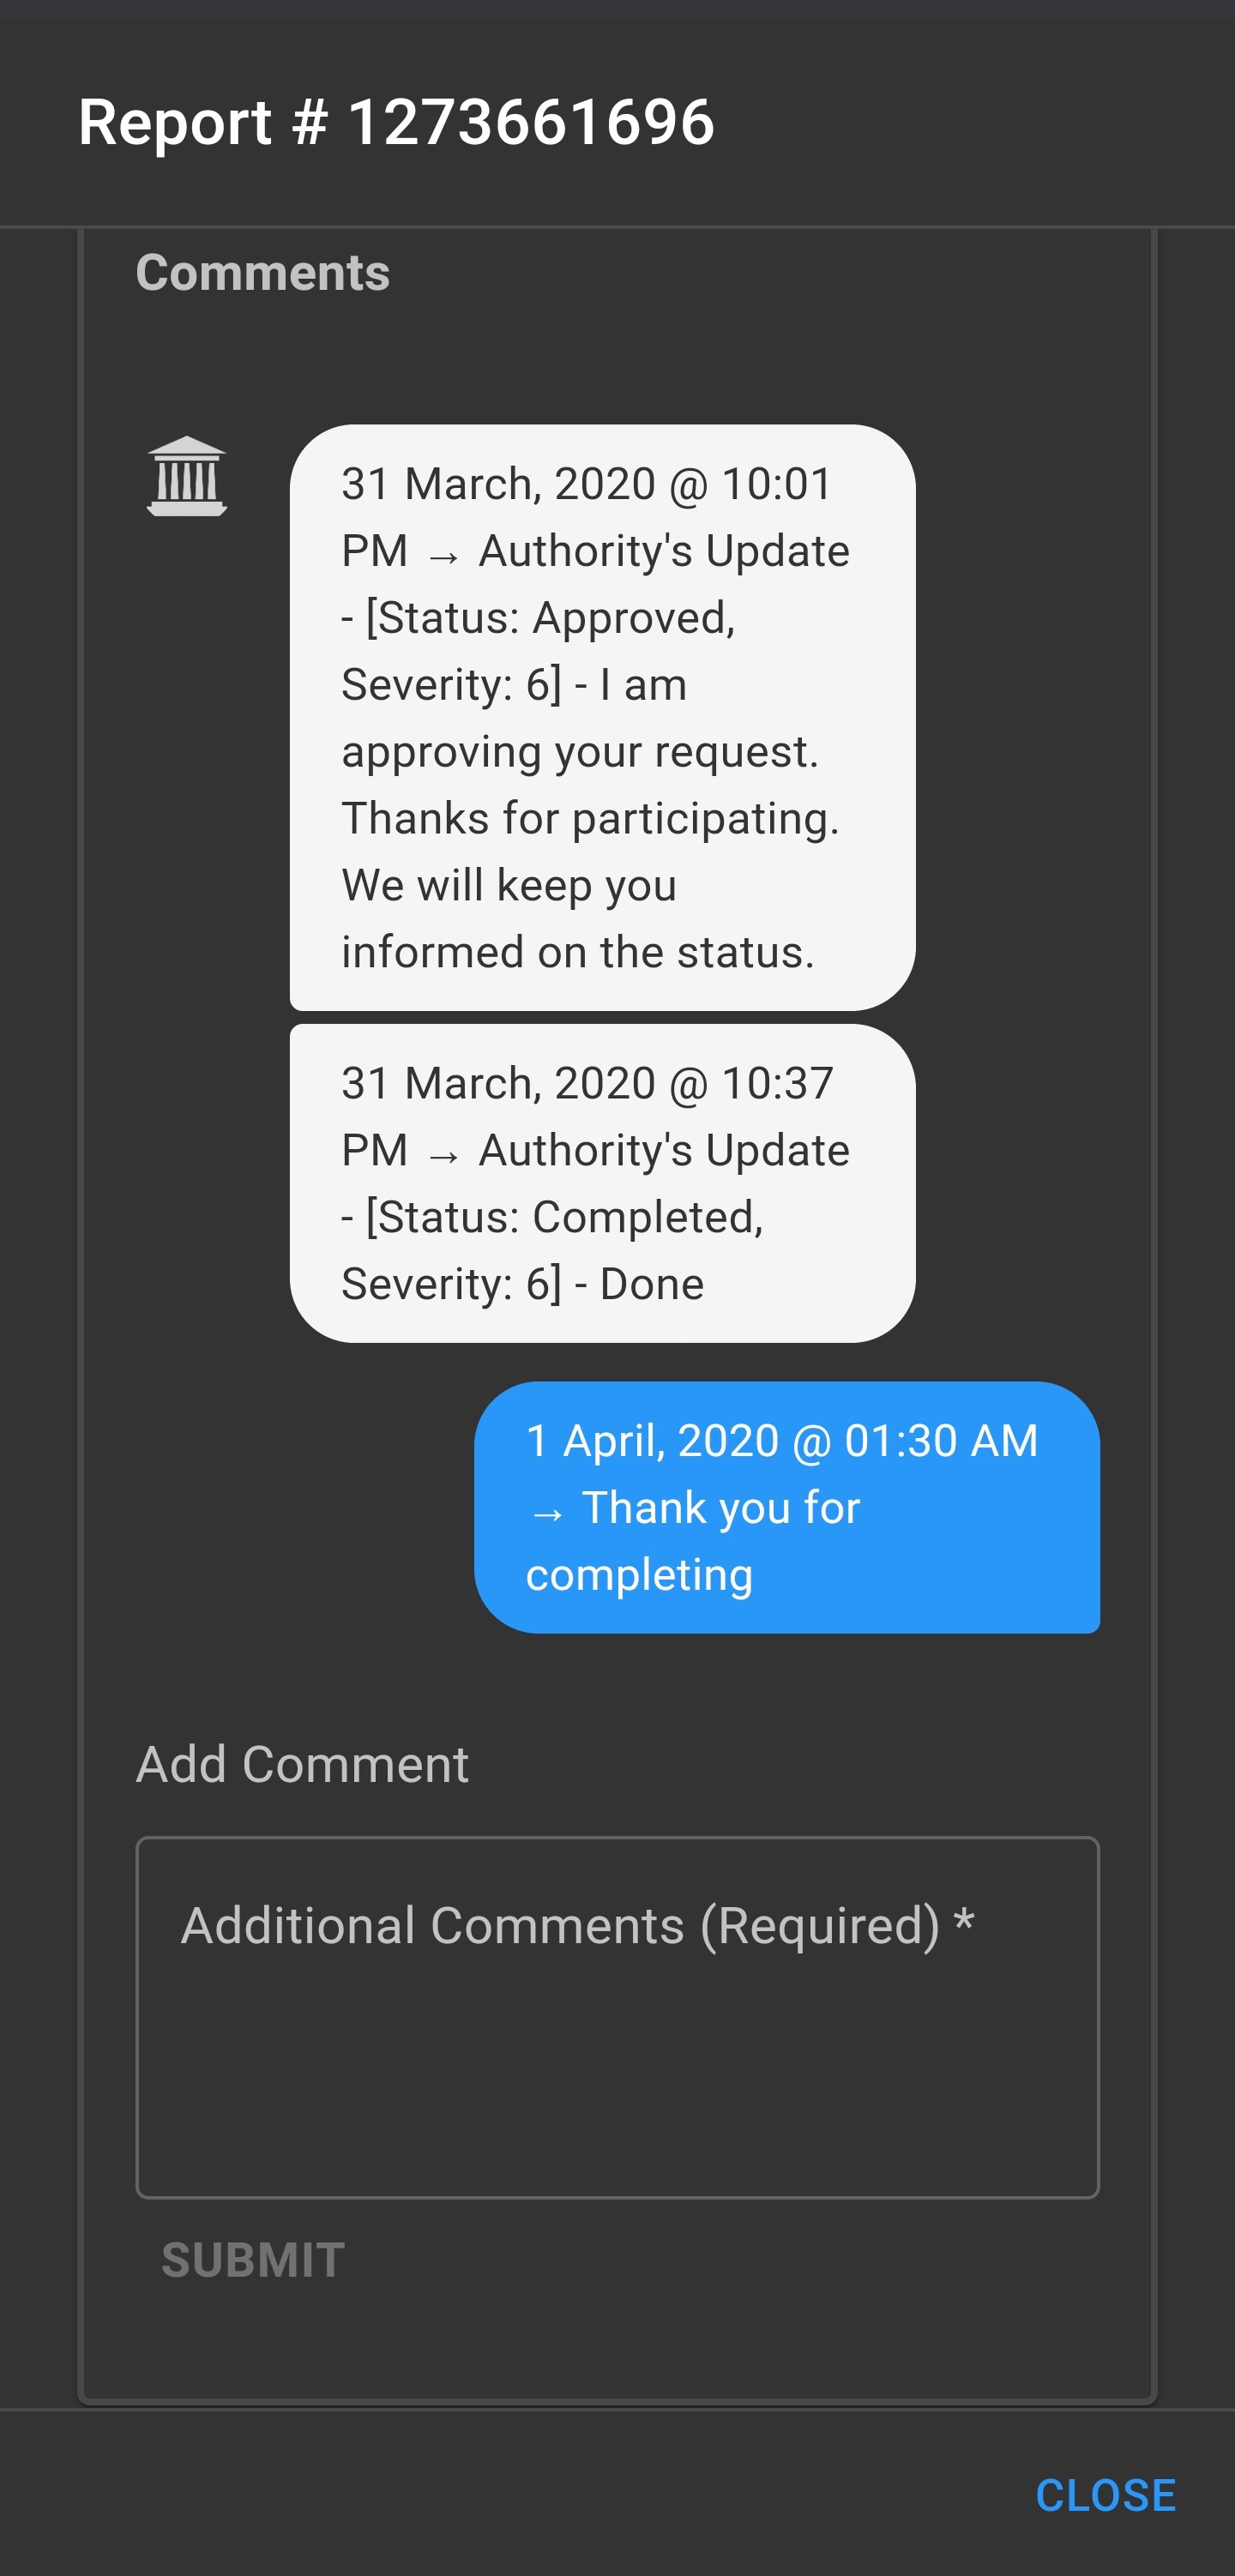 Report # 1273661696
Comments
31 March, 2020 @ 10:01
PM → Authority's Update
- [Status: Approved,
Severity: 6] - I am
approving your request.
Thanks for participating.
We will keep you
informed on the status.
31 March, 2020 @ 10:37
PM → Authority's Update
- [Status: Completed,
Severity: 6] - Done
1 April, 2020 @ 01:30 AM
→ Thank you for
completing
Add Comment
Additional Comments (Required) *
SUBMIT
CLOSE